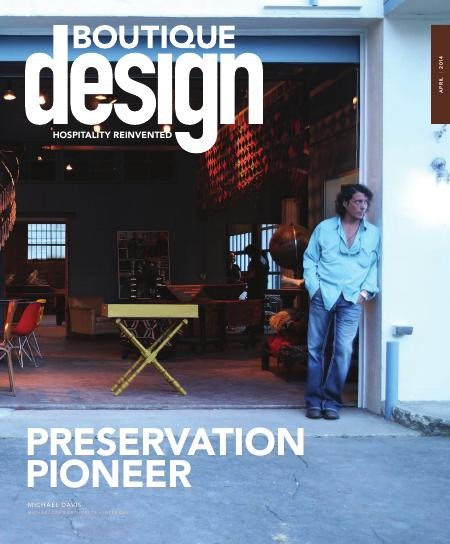 BOUTIQUE
design
HOSPITALITY REINVENTED
APRIL 2014
PRESERVATION
PIONEER
MICHAEL DAVIS